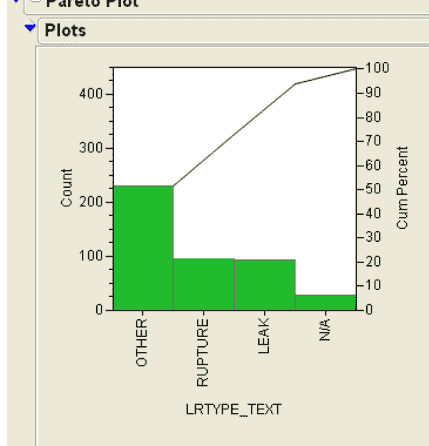 Pareto Plot
Plots
400
300
200
100
0
Count
100
90
80
70
60
50
40
30
20
10
0
Cum Percent
OTHER
RUPTURE
LEAK
N/A
LRTYPE_TEXT